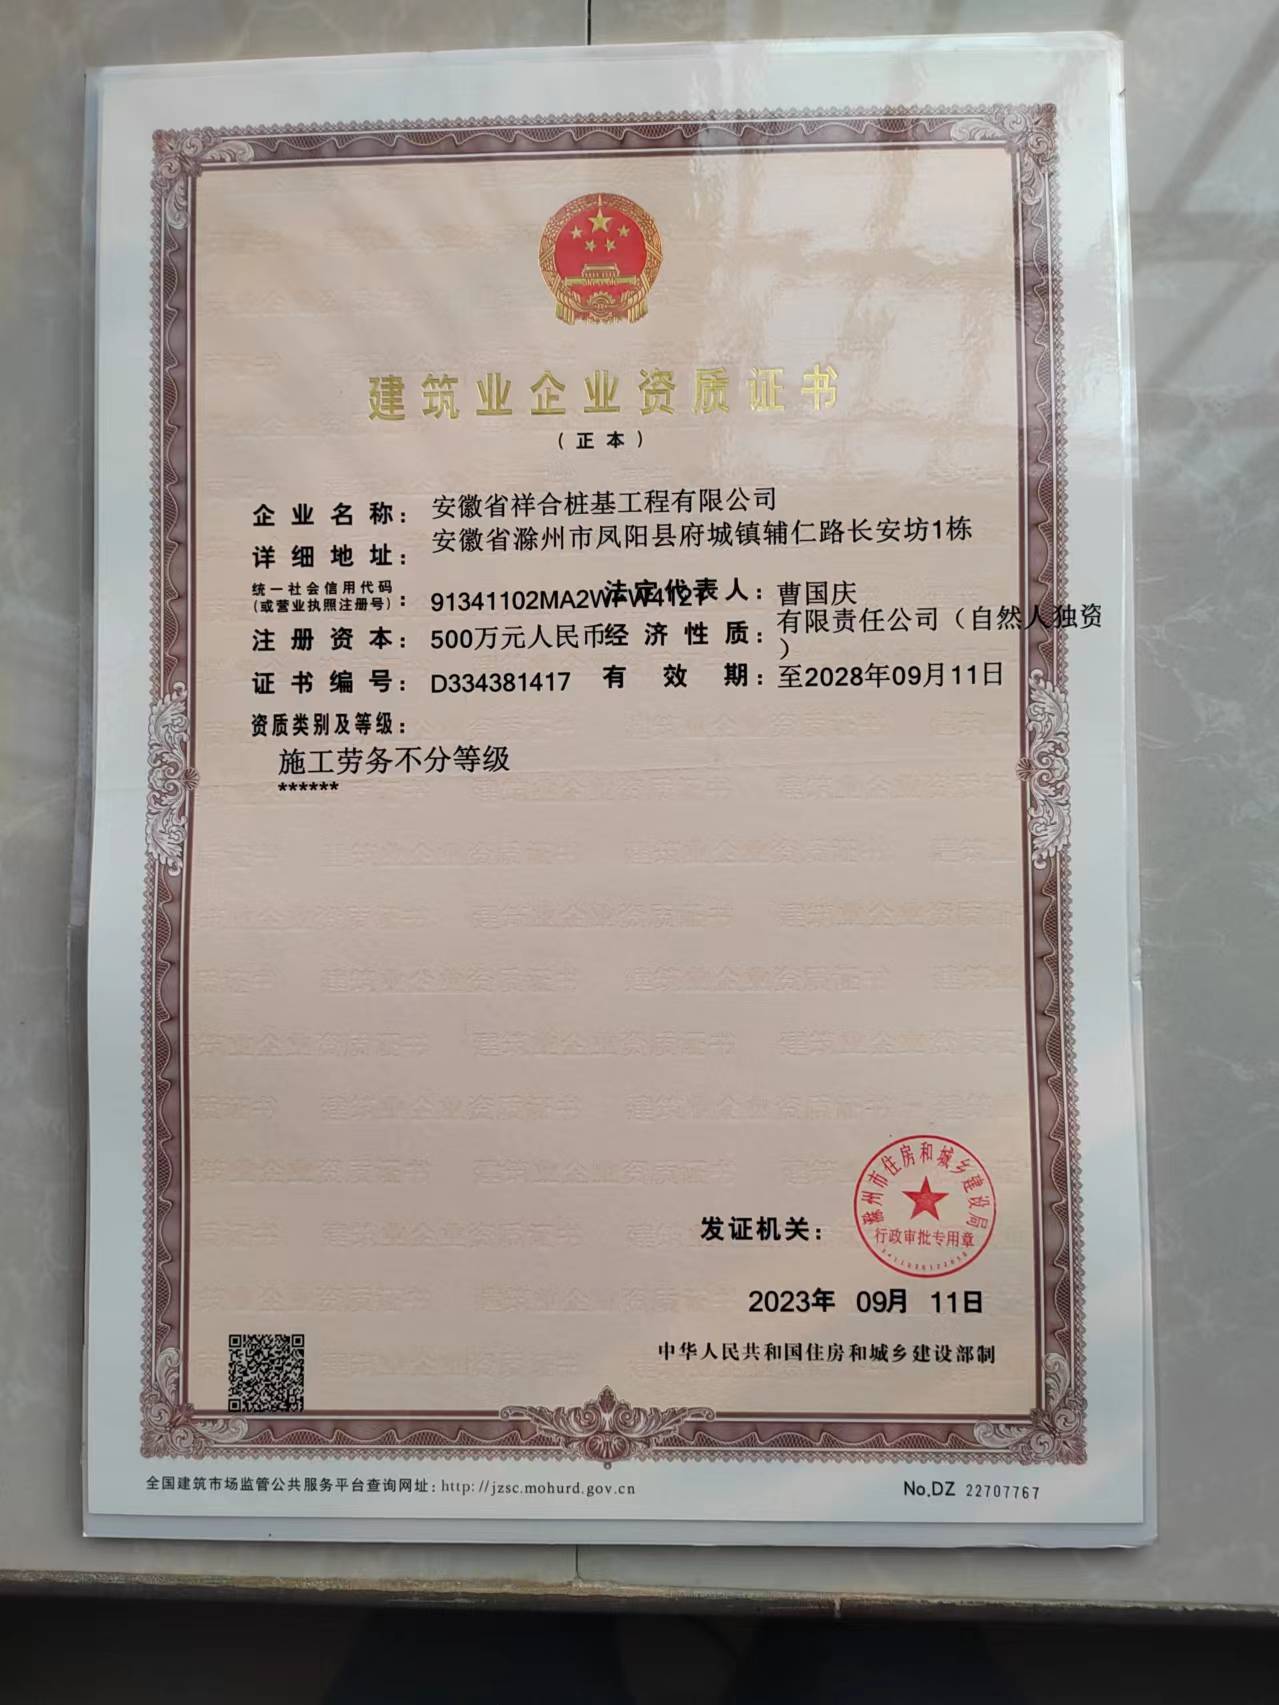 建筑业企业资质证书
（正本）
企业名称： 安徽省祥合桩基工程有限公司
详细地址： 安徽省滁州市凤阳县府城镇辅仁路长安坊1栋
统一社会信用代码
（或营业执照注册号）： 91341102MA2W 法定代表人： 曹国庆
注册资本： 500万元人民币 经济性质： 有限责任公司（自然人独资
）
证书编号： D334381417 有效期： 至2028年09月11日
资质类别及等级：
施工劳务不分等级
******
滁州市住房和城乡建设局
发证机关：
行政审批专用章
2023年 09月 11日
中华人民共和国住房和城乡建设部制
全国建筑市场监管公共服务平台查询网址：http://jzsc.mohurd.gov.cn
No.DZ 22707767